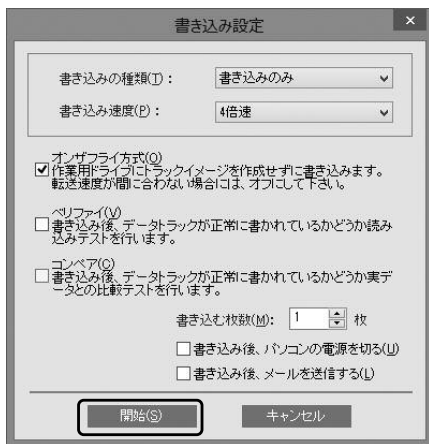 書き込み設定
×
書き込みの種類(T)： 書き込みのみ
書き込み速度(P)： 4倍速
オンザフライ方式(O)
作業用ドライブにトラックイメージを作成せずに書き込みます。
転送速度が間に合わない場合には、オフにして下さい。
ベリファイ(V)
書き込み後、データトラックが正常に書かれているかどうか読み
込みテストを行います。
コンペア(C)
書き込み後、データトラックが正常に書かれているかどうか実デ
ータとの比較テストを行います。
書き込む枚数(M): 1 枚
書き込み後、パソコンの電源を切る(U)
書き込み後、メールを送信する(L)
開始(S) キャンセル